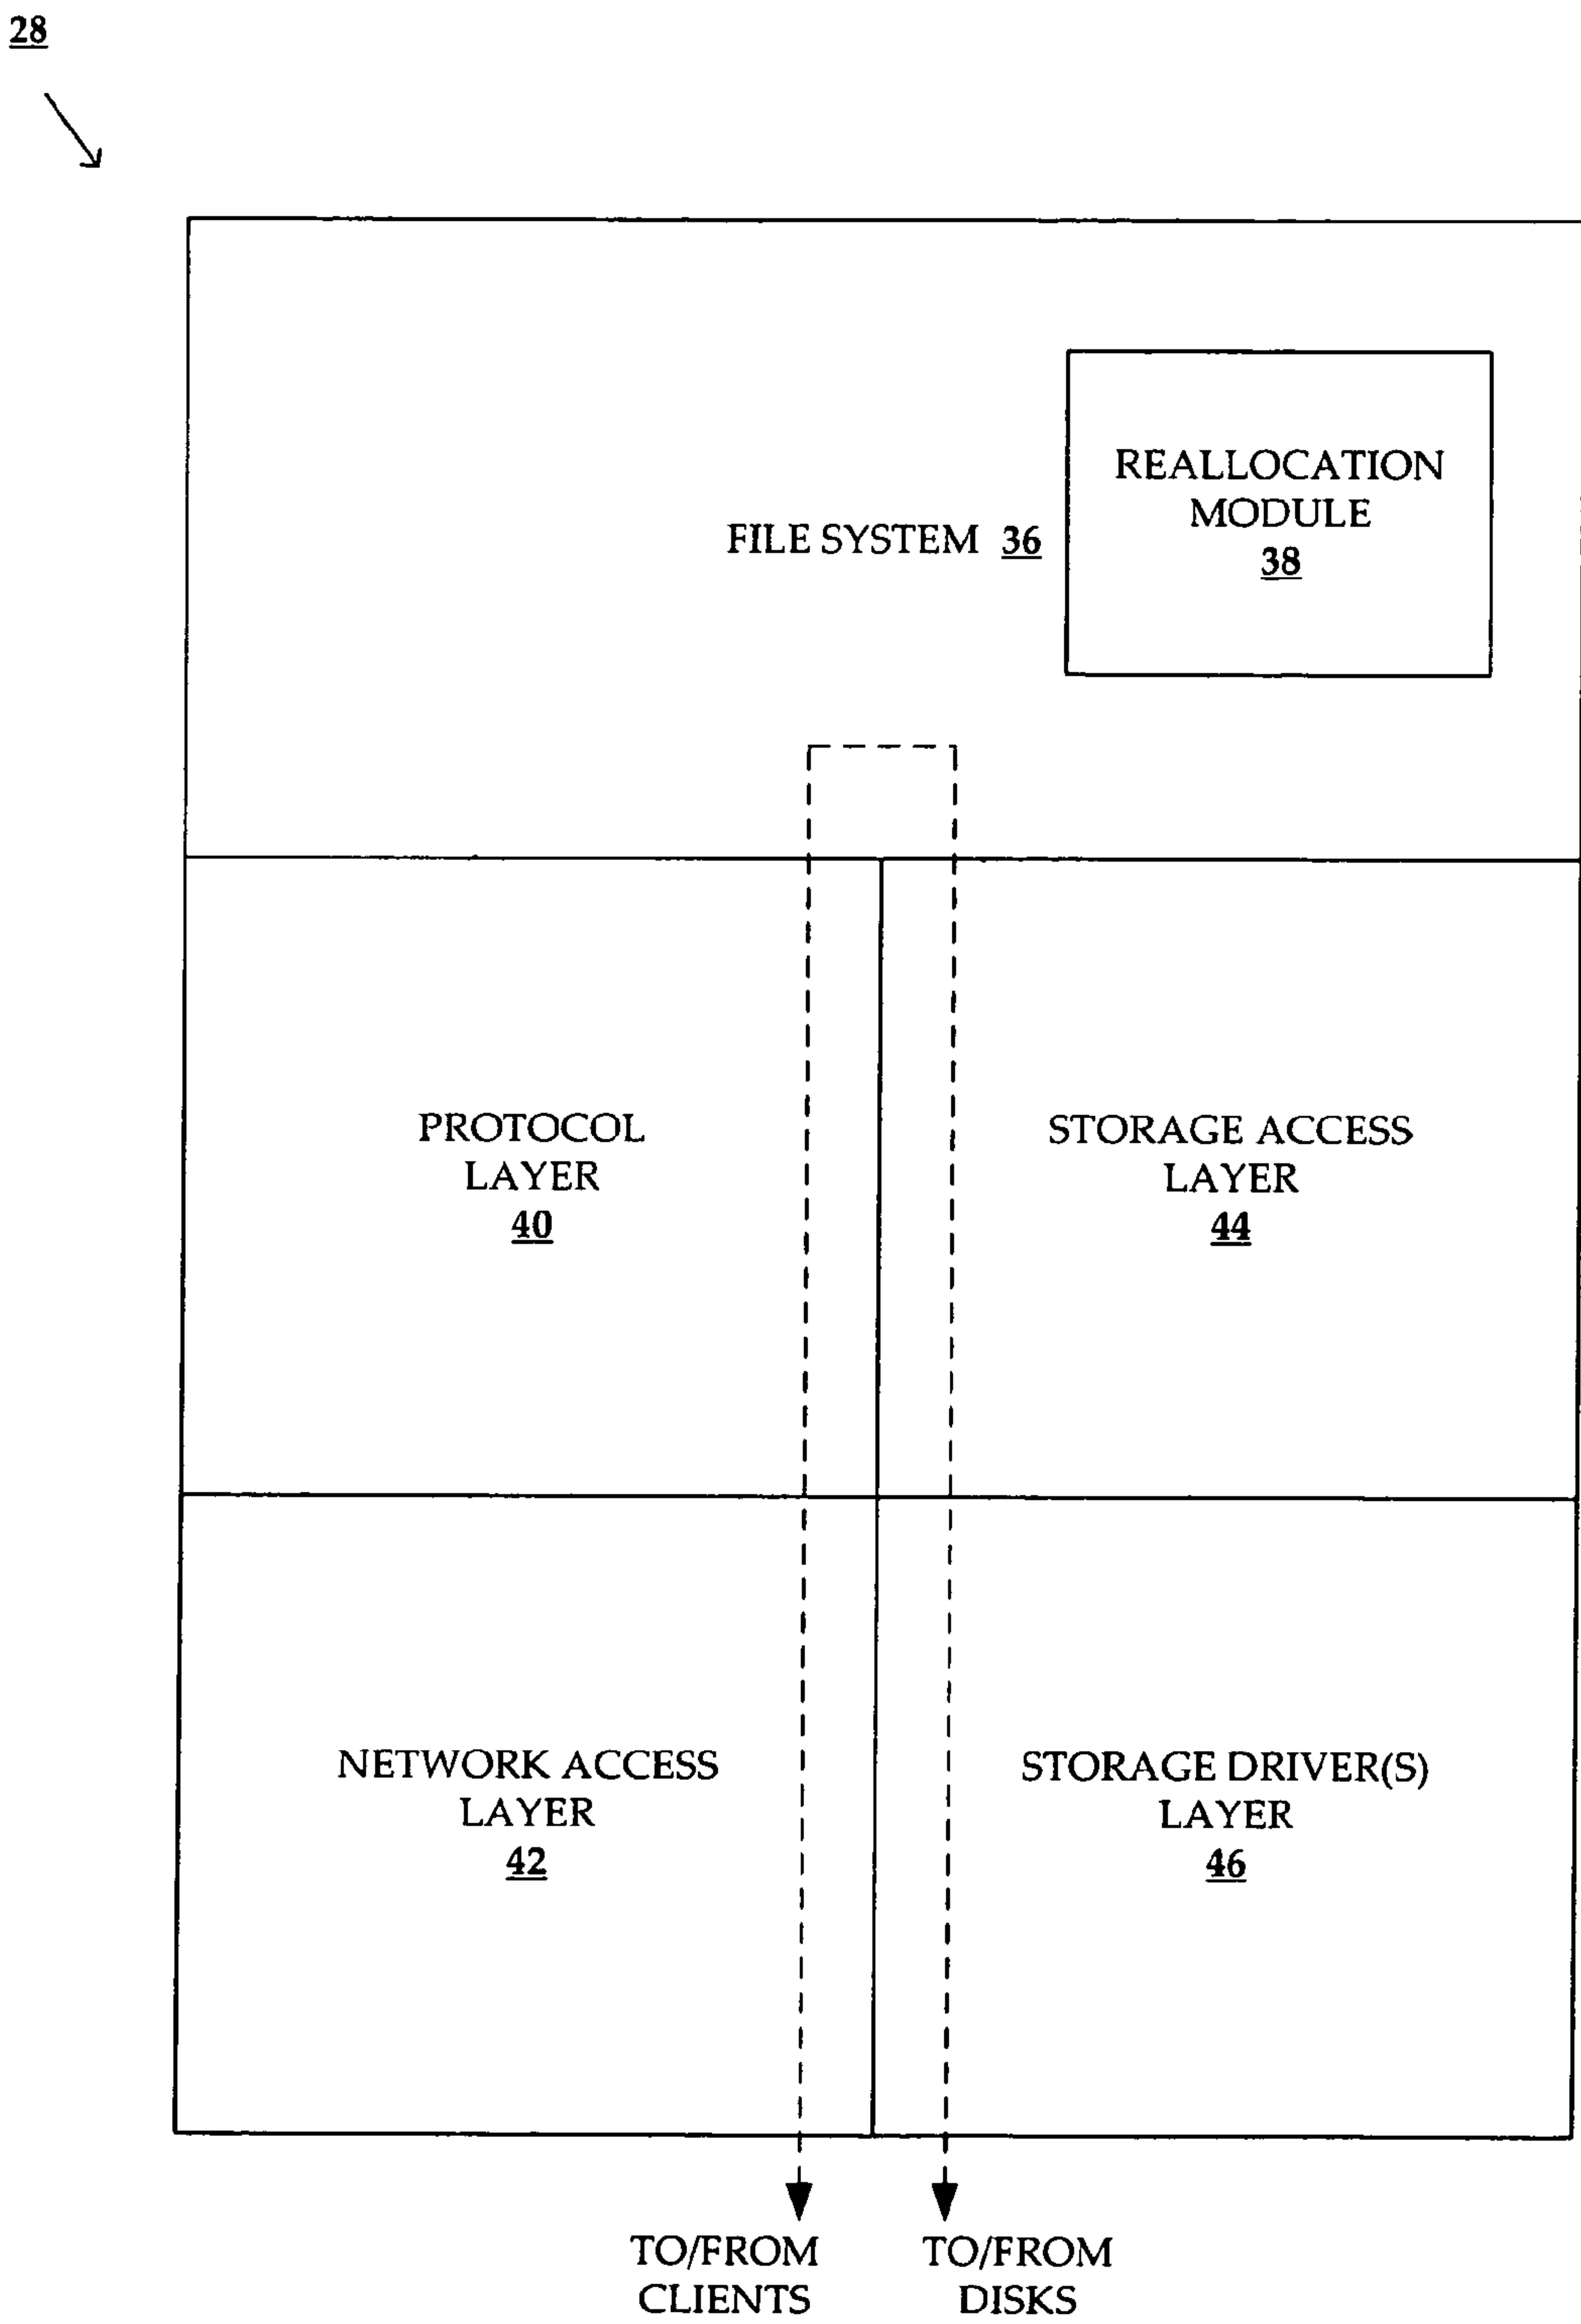 28
REALLOCATION
MODULE
38
FILE SYSTEM 36
PROTOCOL
LAYER
40
STORAGE ACCESS
LAYER
44
NETWORK ACCESS
LAYER
42
STORAGE DRIVER(S)
LAYER
46
TO/FROM
CLIENTS
TO/FROM
DISKS